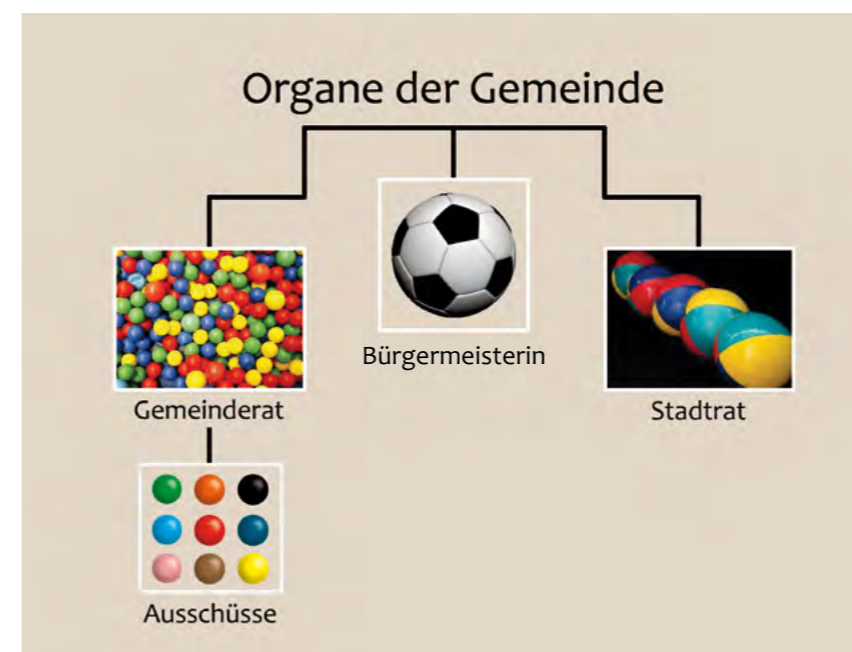 Organe der Gemeinde
Bürgermeisterin
Gemeinderat
Stadtrat
Ausschüsse